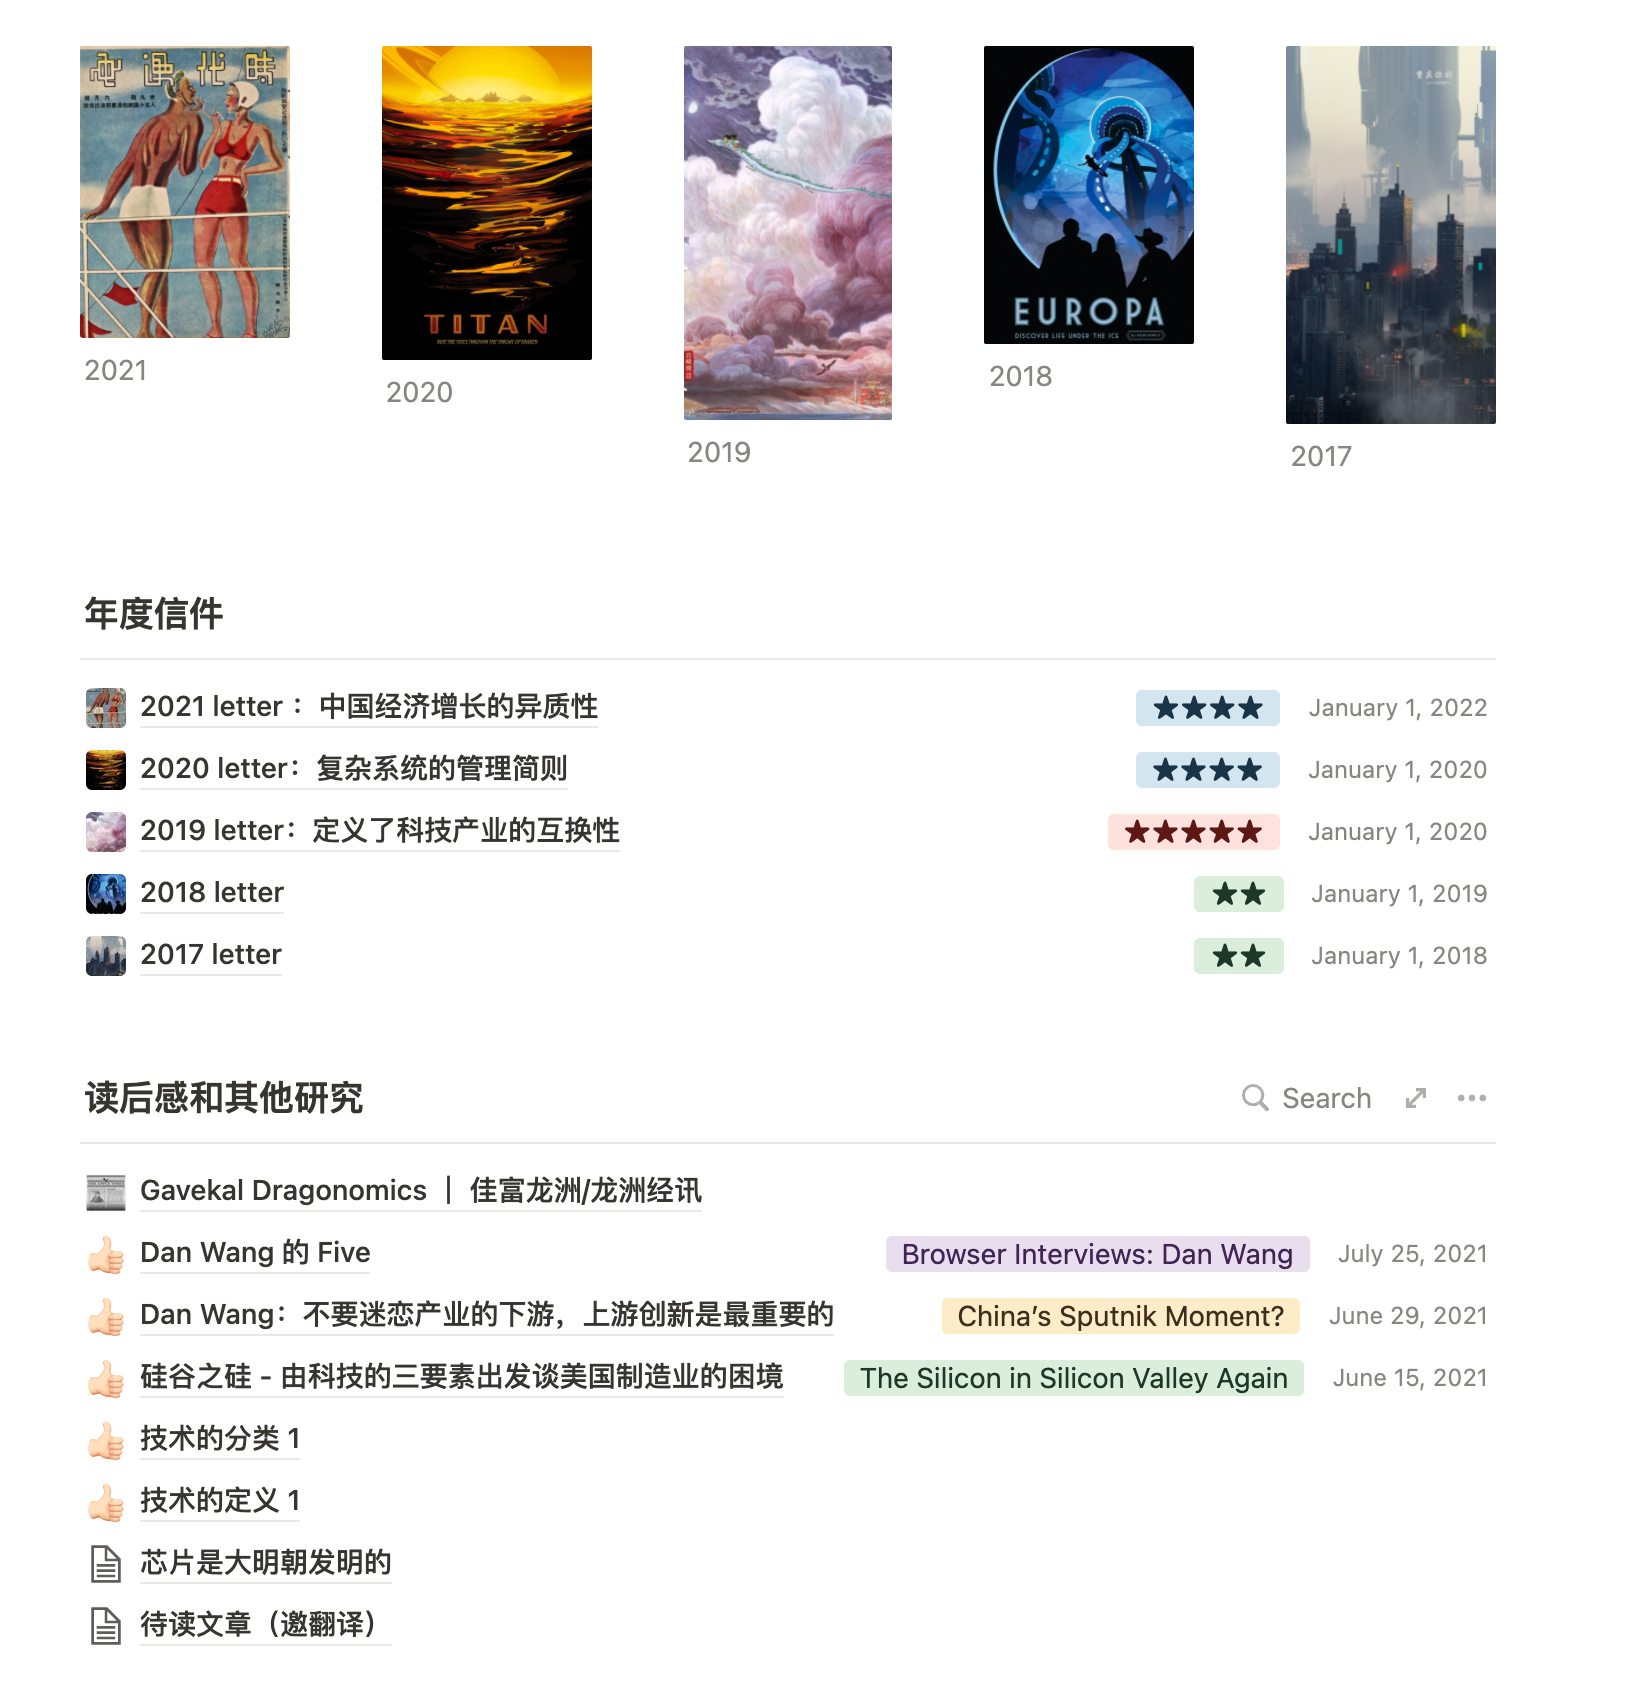 時代漫画
TITAN
EUROPA
DISCOVER LIFE UNDER THE ICE
重庆你好
2021
2020
2019
2018
2017
年度信件
2021 letter ： 中国经济增长的异质性 ★★★★ January 1, 2022
2020 letter：复杂系统的管理简则 ★★★★ January 1, 2020
2019 letter：定义了科技产业的互换性 ★★★★★ January 1, 2020
2018 letter ★★ January 1, 2019
2017 letter ★★ January 1, 2018
读后感和其他研究 Search
Gavekal Dragonomics ｜ 佳富龙洲/龙洲经讯
Dan Wang 的 Five Browser Interviews: Dan Wang July 25, 2021
Dan Wang：不要迷恋产业的下游，上游创新是最重要的 China’s Sputnik Moment? June 29, 2021
硅谷之硅 - 由科技的三要素出发谈美国制造业的困境 The Silicon in Silicon Valley Again June 15, 2021
技术的分类 1
技术的定义 1
芯片是大明朝发明的
待读文章（邀翻译）